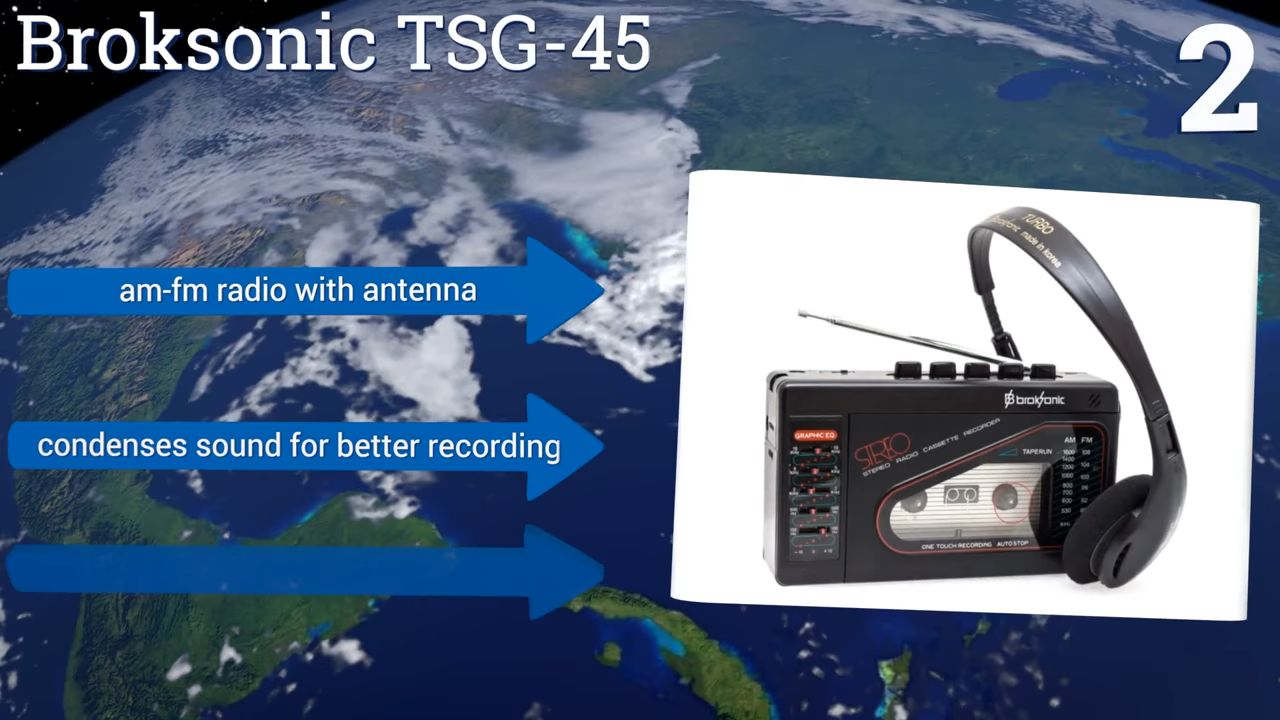 Broksonic TSG-45
2
am-fm radio with antenna
condenses sound for better recording
TURBO
Broksonic made in korea
broksonic
GRAPHIC EQ.
STEREO
STEREO RADIO CASSETTE RECORDER
TAPERUN
AM FM
ONE TOUCH RECORDING AUTO STOP